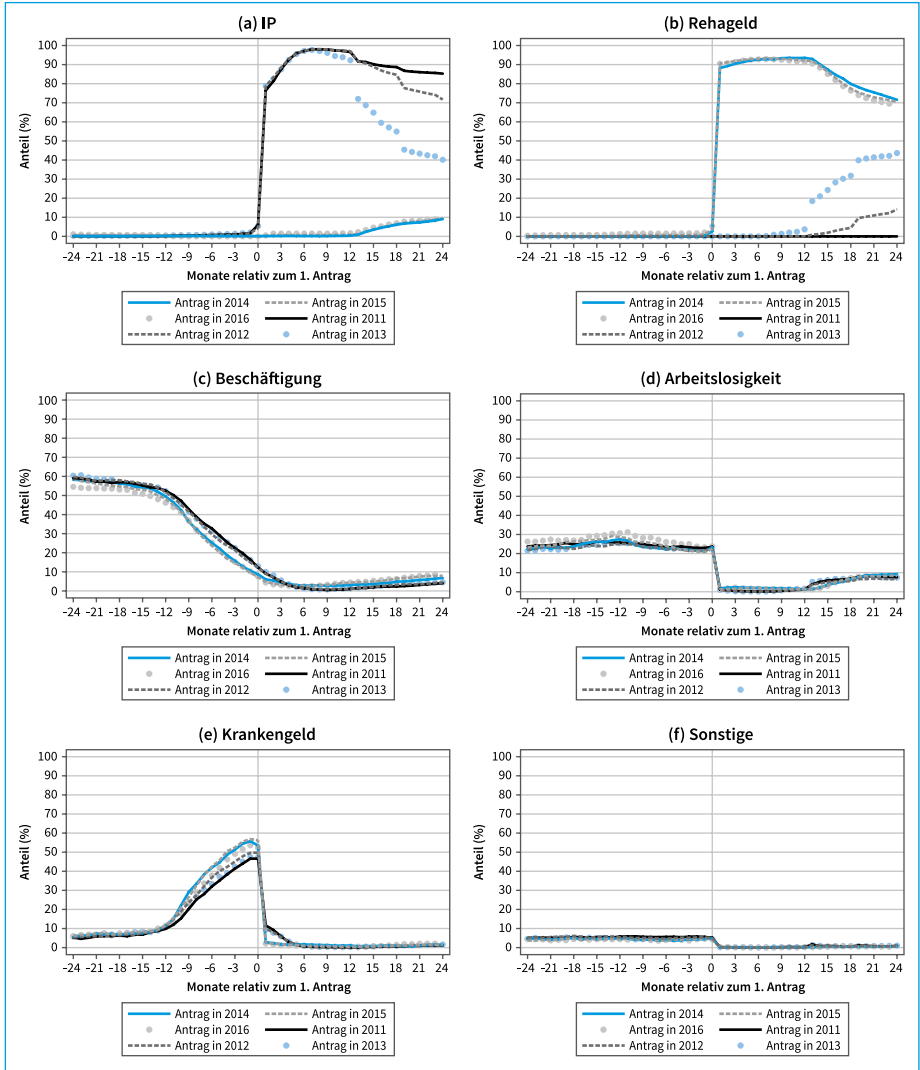 (a) IP
Anteil (%)
100
90
80
70
60
50
40
30
20
10
0
–24 –21 –18 –15 –12 –9 –6 –3 0 3 6 9 12 15 18 21 24
Monate relativ zum 1. Antrag
Antrag in 2014 Antrag in 2015
Antrag in 2016 Antrag in 2011
Antrag in 2012 Antrag in 2013
(b) Rehageld
Anteil (%)
100
90
80
70
60
50
40
30
20
10
0
–24 –21 –18 –15 –12 –9 –6 –3 0 3 6 9 12 15 18 21 24
Monate relativ zum 1. Antrag
Antrag in 2014 Antrag in 2015
Antrag in 2016 Antrag in 2011
Antrag in 2012 Antrag in 2013
(c) Beschäftigung
Anteil (%)
100
90
80
70
60
50
40
30
20
10
0
–24 –21 –18 –15 –12 –9 –6 –3 0 3 6 9 12 15 18 21 24
Monate relativ zum 1. Antrag
Antrag in 2014 Antrag in 2015
Antrag in 2016 Antrag in 2011
Antrag in 2012 Antrag in 2013
(d) Arbeitslosigkeit
Anteil (%)
100
90
80
70
60
50
40
30
20
10
0
–24 –21 –18 –15 –12 –9 –6 –3 0 3 6 9 12 15 18 21 24
Monate relativ zum 1. Antrag
Antrag in 2014 Antrag in 2015
Antrag in 2016 Antrag in 2011
Antrag in 2012 Antrag in 2013
(e) Krankengeld
Anteil (%)
100
90
80
70
60
50
40
30
20
10
0
–24 –21 –18 –15 –12 –9 –6 –3 0 3 6 9 12 15 18 21 24
Monate relativ zum 1. Antrag
Antrag in 2014 Antrag in 2015
Antrag in 2016 Antrag in 2011
Antrag in 2012 Antrag in 2013
(f) Sonstige
Anteil (%)
100
90
80
70
60
50
40
30
20
10
0
–24 –21 –18 –15 –12 –9 –6 –3 0 3 6 9 12 15 18 21 24
Monate relativ zum 1. Antrag
Antrag in 2014 Antrag in 2015
Antrag in 2016 Antrag in 2011
Antrag in 2012 Antrag in 2013